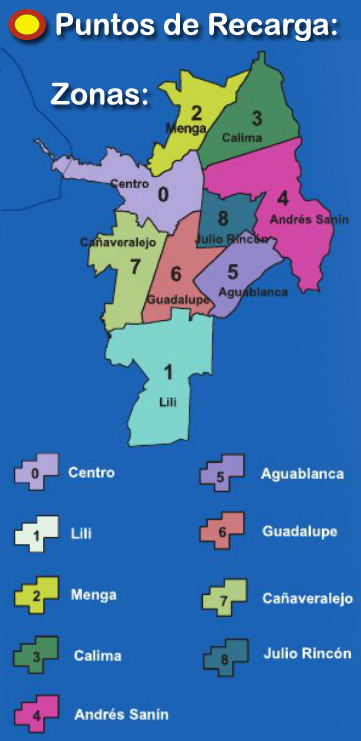 Puntos de Recarga:
Zonas:
2
Menga
3
Calima
Centro
0
4
Andrés Sanín
8
Julio Rincón
Cañaveralejo
7
6
Guadalupe
5
Aguablanca
1
Lili
0 Centro
5 Aguablanca
1 Lili
6 Guadalupe
2 Menga
7 Cañaveralejo
3 Calima
8 Julio Rincón
4 Andrés Sanín